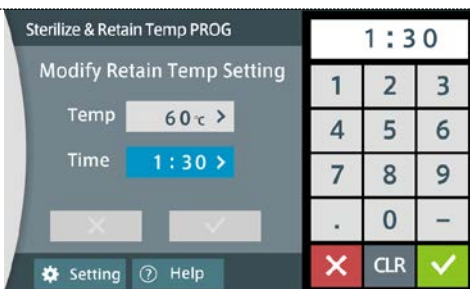 Sterilize & Retain Temp PROG
Modify Retain Temp Setting
Temp 60℃ >
Time 1:30 >
Setting ? Help
1:30
1 2 3
4 5 6
7 8 9
. 0 –
X CLR ✓